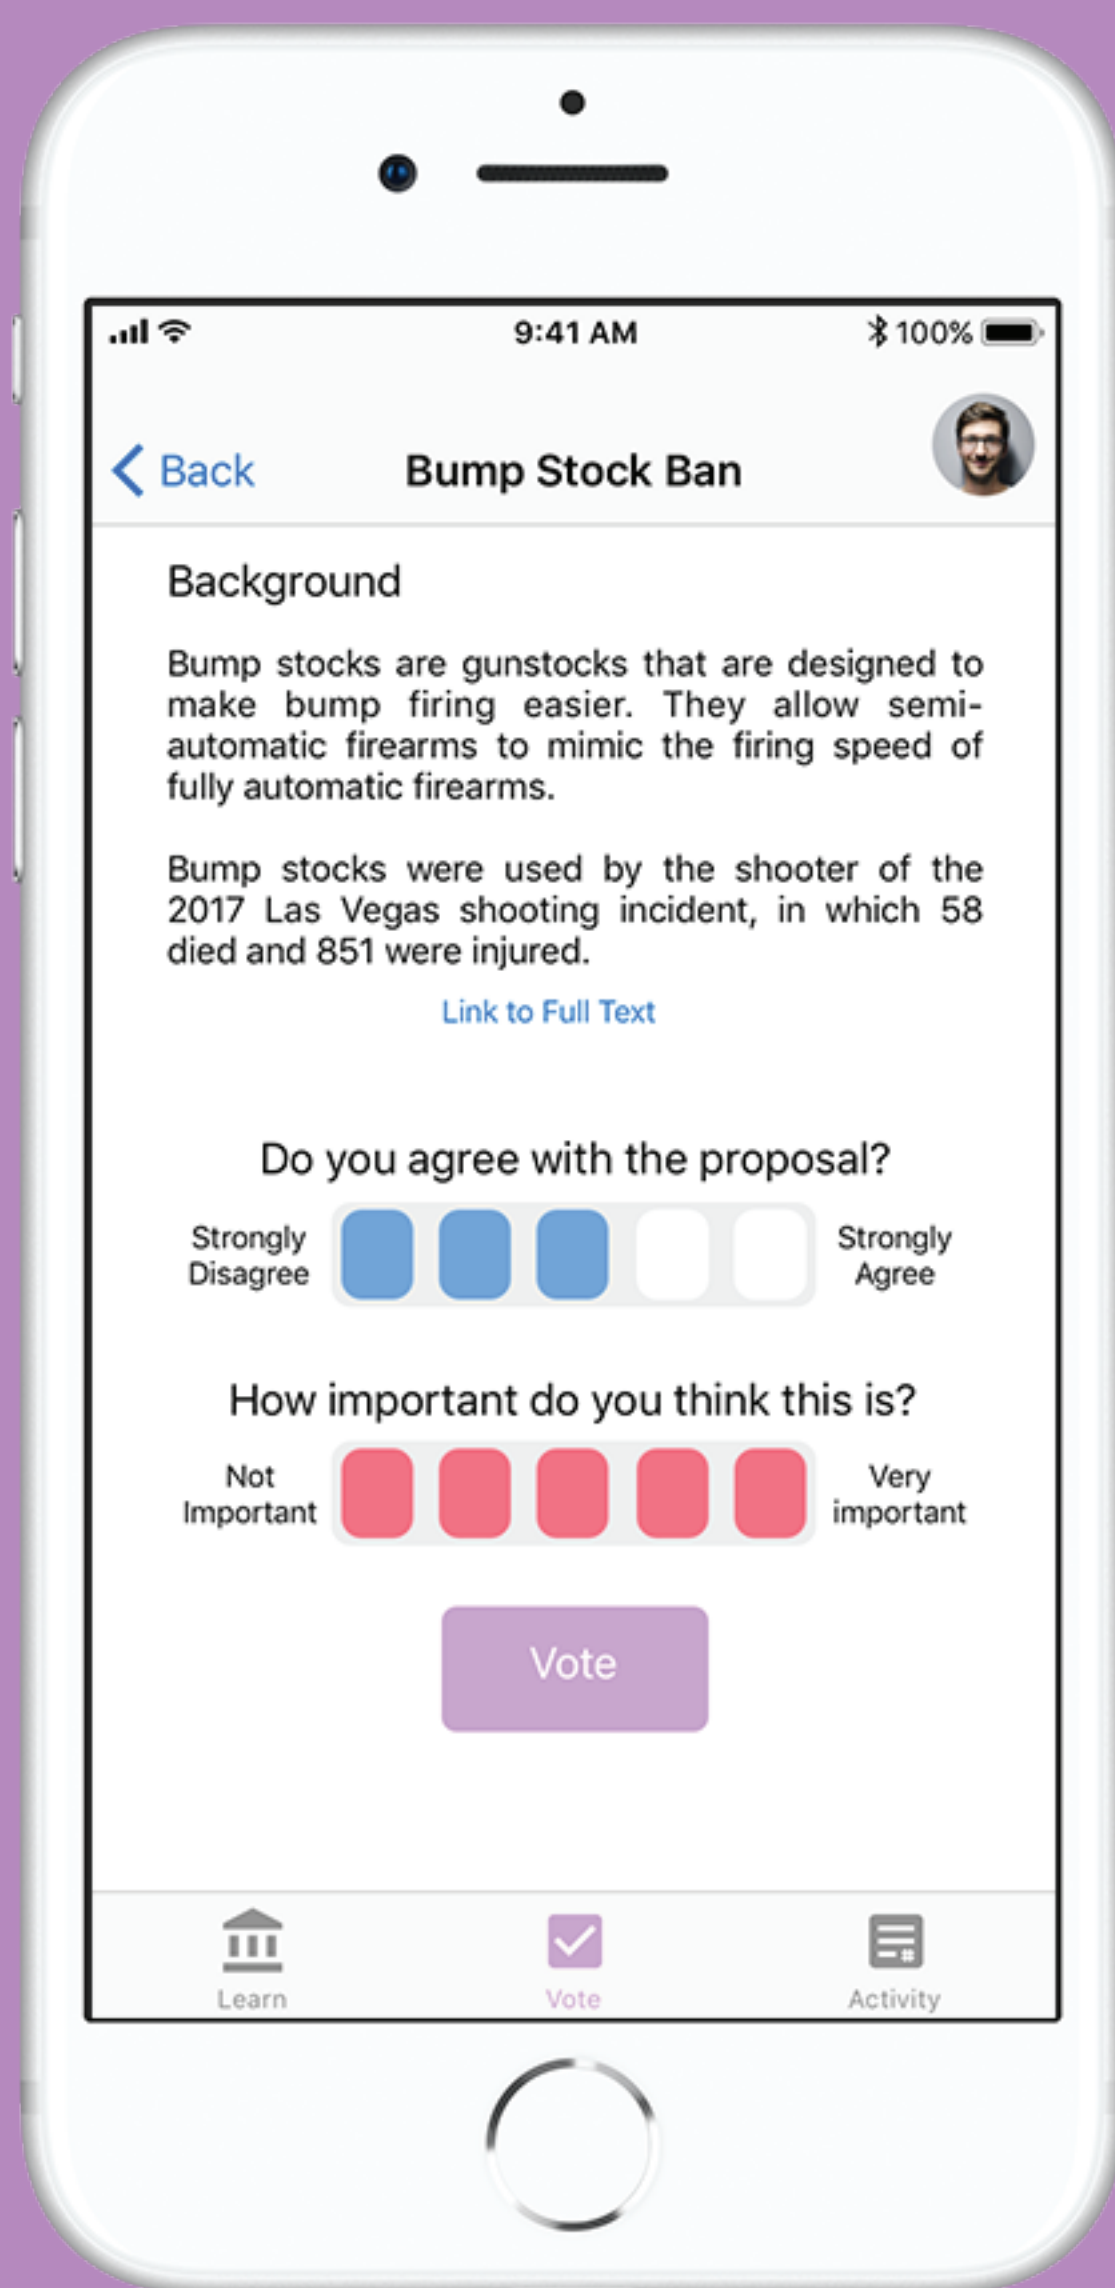 9:41 AM 100%
Back Bump Stock Ban
Background
Bump stocks are gunstocks that are designed to
make bump firing easier. They allow semi-
automatic firearms to mimic the firing speed of
fully automatic firearms.
Bump stocks were used by the shooter of the
2017 Las Vegas shooting incident, in which 58
died and 851 were injured.
Link to Full Text
Do you agree with the proposal?
Strongly
Disagree
Strongly
Agree
How important do you think this is?
Not
Important
Very
important
Vote
Learn Vote Activity